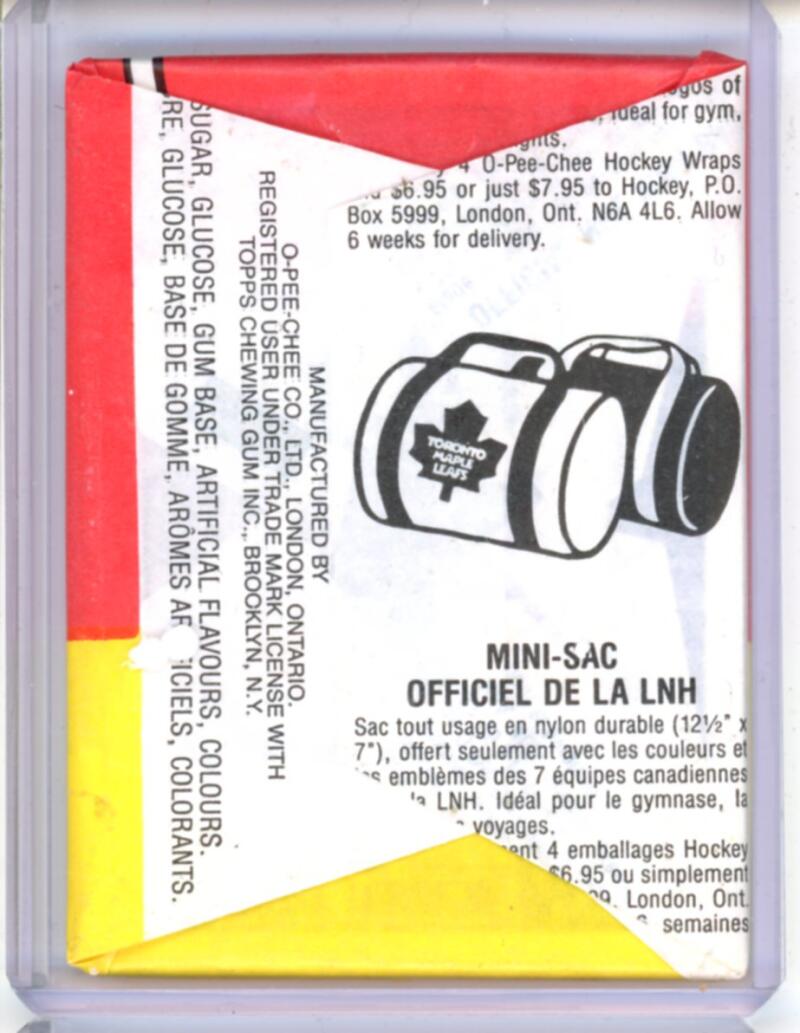 of
ideal for gym,
4 O-Pee-Chee Hockey Wraps
$6.95 or just $7.95 to Hockey, P.O.
Box 5999, London, Ont. N6A 4L6. Allow
6 weeks for delivery.
TORONTO
MAPLE
LEAFS
MINI-SAC
OFFICIEL DE LA LNH
Sac tout usage en nylon durable (12½" x
7"), offert seulement avec les couleurs et
emblèmes des 7 équipes canadiennes
LNH. Idéal pour le gymnase, la
voyages.
4 emballages Hockey
$6.95 ou simplement
London, Ont.
semaines
MANUFACTURED BY
O-PEE-CHEE CO., LTD., LONDON, ONTARIO.
REGISTERED USER UNDER TRADE MARK LICENSE WITH
TOPPS CHEWING GUM INC., BROOKLYN, N.Y.
SUGAR, GLUCOSE, GUM BASE, ARTIFICIAL FLAVOURS, COLOURS.
RE, GLUCOSE, BASE DE GOMME, ARÔMES AR ICIELS, COLORANTS.